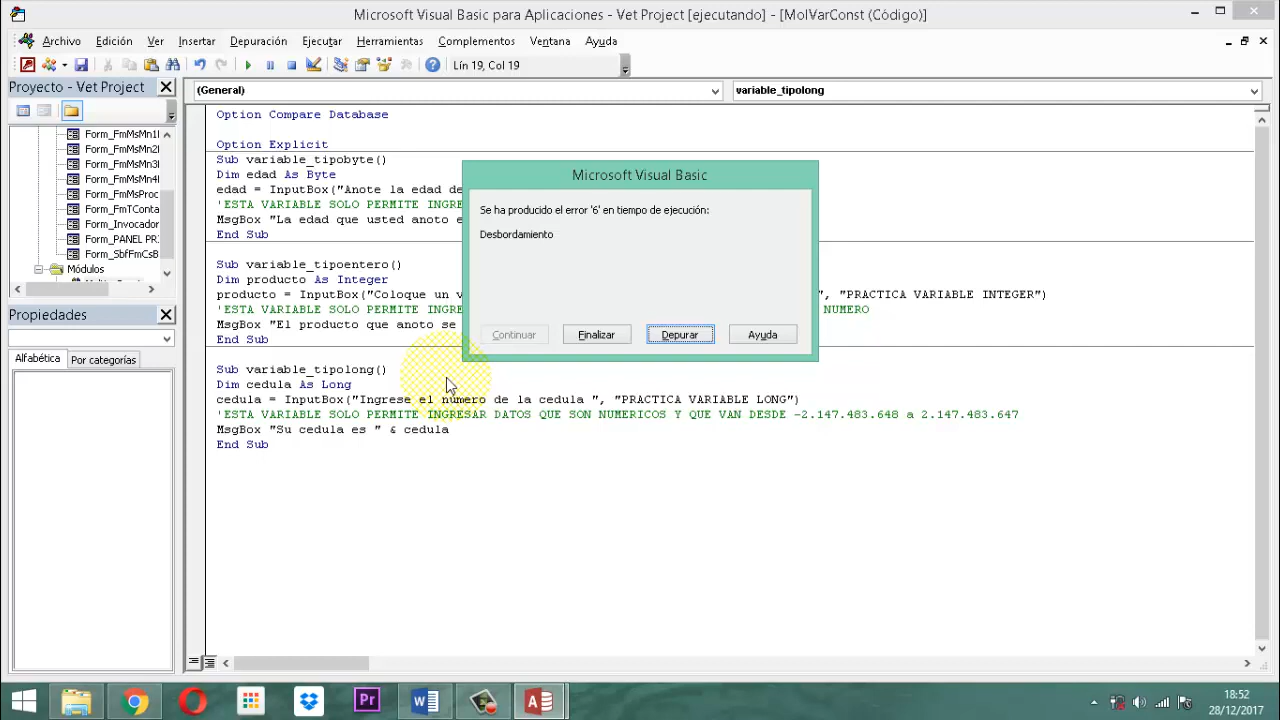 Microsoft Visual Basic para Aplicaciones - Vet Project [ejecutando] - [MolVarConst (Código)]
Archivo Edición Ver Insertar Depuración Ejecutar Herramientas Complementos Ventana Ayuda
Lín 19, Col 19
Proyecto - Vet Project
Form_FmMsMn1
Form_FmMsMn2
Form_FmMsMn3
Form_FmMsMn4
Form_FmMsProc
Form_FmTConta
Form_Invocador
Form_PANEL PR
Form_SbfFmCsB
Módulos
Propiedades
Alfabética Por categorías
(General) variable_tipolong
Option Compare Database
Option Explicit
Sub variable_tipobyte()
Dim edad As Byte
edad = InputBox("Anote la edad de
'ESTA VARIABLE SOLO PERMITE INGRE
MsgBox "La edad que usted anoto e
End Sub
Sub variable_tipoentero()
Dim producto As Integer
producto = InputBox("Coloque un v ", "PRACTICA VARIABLE INTEGER")
'ESTA VARIABLE SOLO PERMITE INGRE NUMERO
MsgBox "El producto que anoto se
End Sub
Sub variable_tipolong()
Dim cedula As Long
cedula = InputBox("Ingrese el número de la cedula ", "PRACTICA VARIABLE LONG")
'ESTA VARIABLE SOLO PERMITE INGRESAR DATOS QUE SON NUMERICOS Y QUE VAN DESDE -2.147.483.648 a 2.147.483.647
MsgBox "Su cedula es " & cedula
End Sub
Microsoft Visual Basic
Se ha producido el error '6' en tiempo de ejecución:
Desbordamiento
Continuar Finalizar Depurar Ayuda
Pr
18:52
28/12/2017